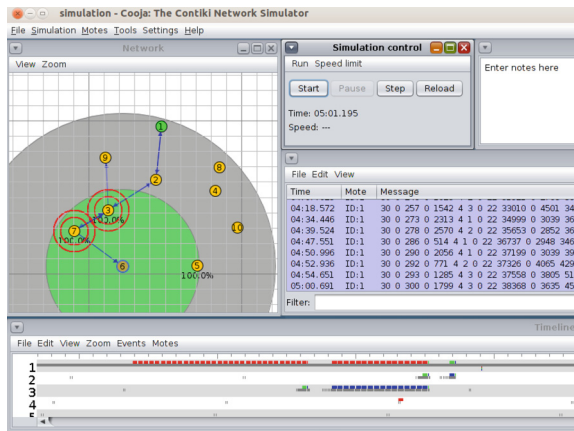 simulation - Cooja: The Contiki Network Simulator
File Simulation Motes Tools Settings Help
Network
View Zoom
1
9
2
8
4
3
100.0%
7
100.0%
10
6
5
100.0%
Simulation control
Run Speed limit
Start Pause Step Reload
Time: 05:01.195
Speed: ---
Enter notes here
File Edit View
Time Mote Message
04:18.572 ID:1 30 0 257 0 1542 4 3 0 22 33010 0 4501 34
04:34.446 ID:1 30 0 273 0 2313 4 1 0 22 34999 0 3039 36
04:39.524 ID:1 30 0 278 0 2570 4 2 0 22 35653 0 2852 36
04:47.551 ID:1 30 0 286 0 514 4 1 0 22 36737 0 2948 346
04:50.996 ID:1 30 0 290 0 2056 4 1 0 22 37199 0 3039 39
04:52.936 ID:1 30 0 292 0 771 4 2 0 22 37326 0 4065 429
04:54.651 ID:1 30 0 293 0 1285 4 3 0 22 37558 0 3805 51
05:00.691 ID:1 30 0 300 0 1799 4 3 0 22 38368 0 3635 45
Filter:
Timeline
File Edit View Zoom Events Motes
1
2
3
4